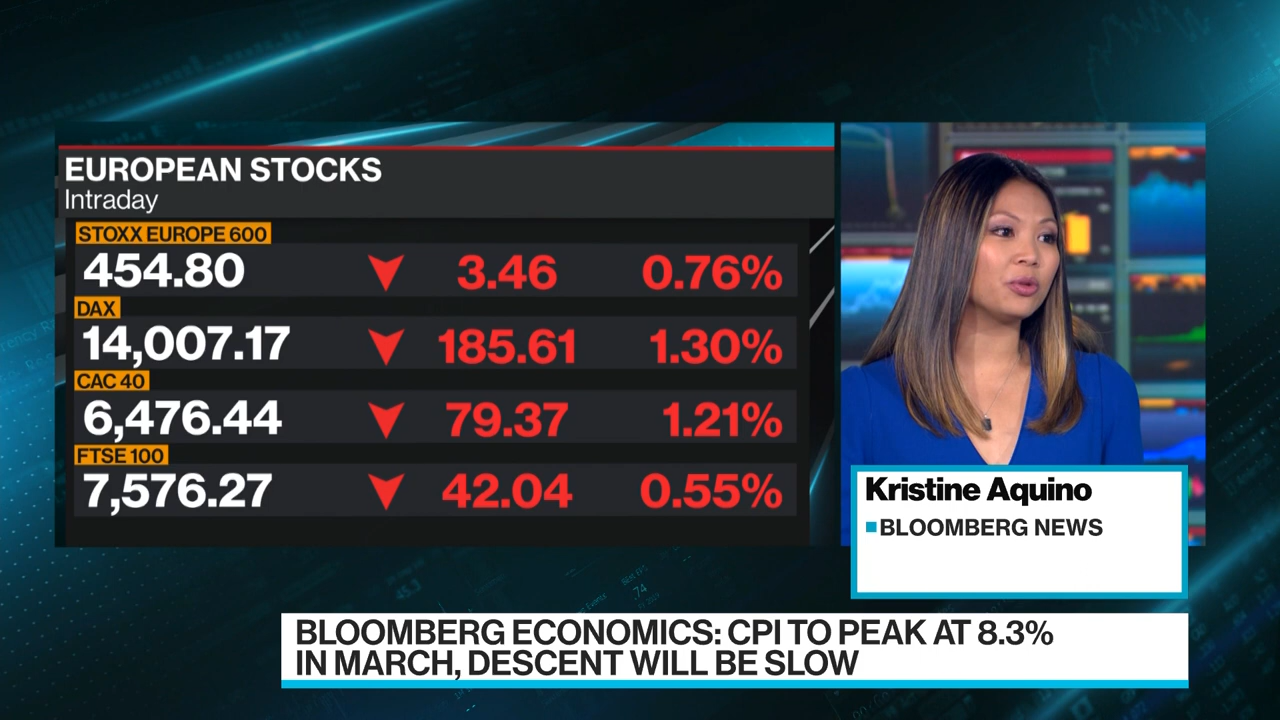 EUROPEAN STOCKS
Intraday
STOXX EUROPE 600
454.80 3.46 0.76%
DAX
14,007.17 185.61 1.30%
CAC 40
6,476.44 79.37 1.21%
FTSE 100
7,576.27 42.04 0.55%
Kristine Aquino
BLOOMBERG NEWS
BLOOMBERG ECONOMICS: CPI TO PEAK AT 8.3%
IN MARCH, DESCENT WILL BE SLOW